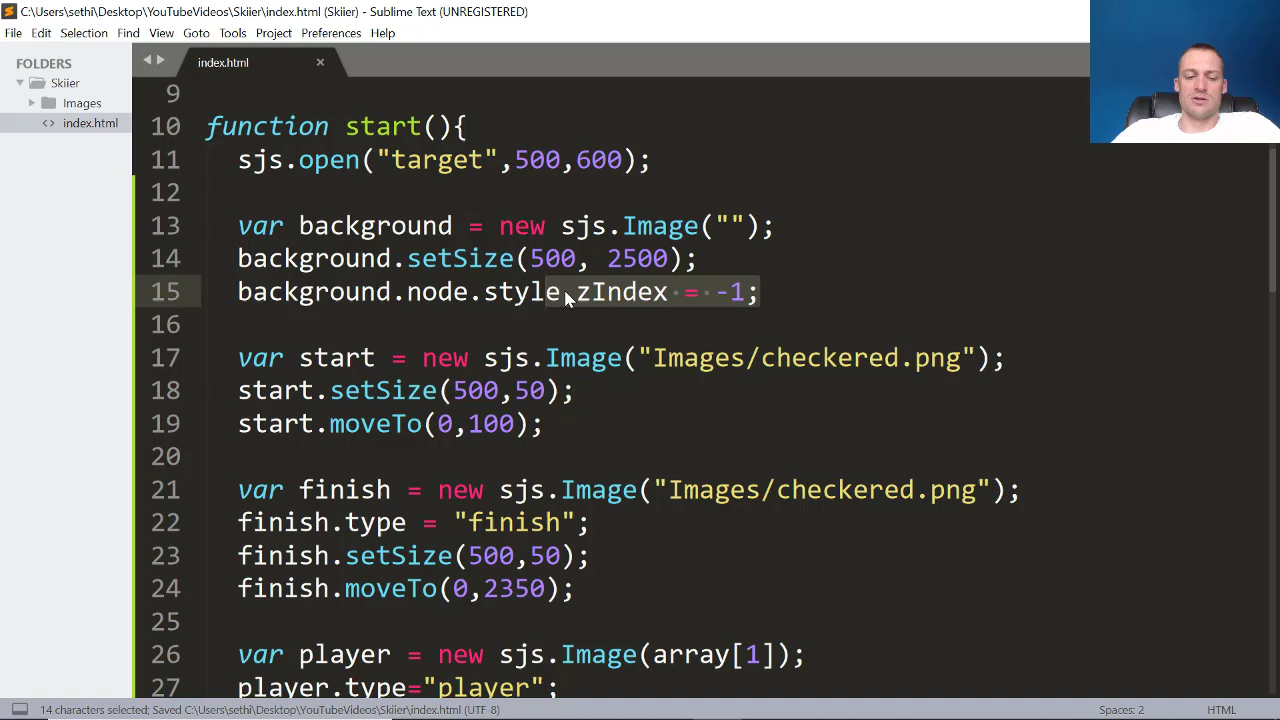 C:\Users\sethi\Desktop\YouTubeVideos\Skiier\index.html (Skiier) - Sublime Text (UNREGISTERED)
File Edit Selection Find View Goto Tools Project Preferences Help
FOLDERS
Skiier
Images
index.html
index.html
9
10 function start(){
11 sjs.open("target",500,600);
12
13 var background = new sjs.Image("");
14 background.setSize(500, 2500);
15 background.node.style.zIndex = -1;
16
17 var start = new sjs.Image("Images/checkered.png");
18 start.setSize(500,50);
19 start.moveTo(0,100);
20
21 var finish = new sjs.Image("Images/checkered.png");
22 finish.type = "finish";
23 finish.setSize(500,50);
24 finish.moveTo(0,2350);
25
26 var player = new sjs.Image(array[1]);
27 player.type="player";
14 characters selected; Saved C:\Users\sethi\Desktop\YouTubeVideos\Skiier\index.html (UTF-8) Spaces: 2 HTML